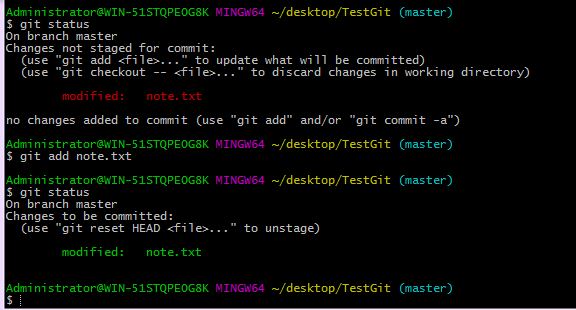 Administrator@WIN-51STQPEOG8K MINGW64 ~/desktop/TestGit (master)
$ git status
On branch master
Changes not staged for commit:
  (use "git add <file>..." to update what will be committed)
  (use "git checkout -- <file>..." to discard changes in working directory)
        modified:   note.txt
no changes added to commit (use "git add" and/or "git commit -a")
Administrator@WIN-51STQPEOG8K MINGW64 ~/desktop/TestGit (master)
$ git add note.txt
Administrator@WIN-51STQPEOG8K MINGW64 ~/desktop/TestGit (master)
$ git status
On branch master
Changes to be committed:
  (use "git reset HEAD <file>..." to unstage)
        modified:   note.txt
Administrator@WIN-51STQPEOG8K MINGW64 ~/desktop/TestGit (master)
$